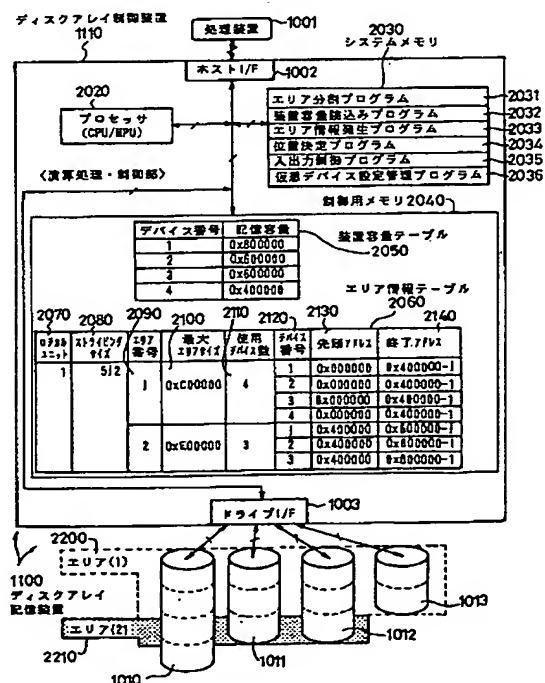 ディスクアレイ制御装置
1110
処理装置
1001
ホストI/F
1002
2030
システムメモリ
2020
プロセッサ
(CPU/MPU)
エリア分割プログラム
2031
装置容量読込みプログラム
2032
エリア情報発生プログラム
2033
位置決定プログラム
2034
入出力制御プログラム
2035
仮想デバイス設定管理プログラム
2036
〈演算処理・制御部〉
制御用メモリ2040
デバイス番号 記憶容量
1 0x800000
2 0x600000
3 0x600000
4 0x400000
装置容量テーブル
2050
エリア情報テーブル
2060
2070 2080 2090 2100 2110 2120 2130 2140
ロジカルユニット ストライピングサイズ エリア番号 最大エリアサイズ 使用デバイス数 デバイス番号 先頭アドレス 終了アドレス
1 512 1 4 1 0x000000 0x400000-1
2 0x000000 0x400000-1
3 0x000000 0x400000-1
4 0x000000 0x400000-1
2 3 1 0x400000 0x600000-1
2 0x400000 0x600000-1
3 0x400000 0x600000-1
ドライブI/F
1003
1100
ディスクアレイ
記憶装置
2200
エリア(1)
エリア(2)
2210
1010
1011
1012
1013